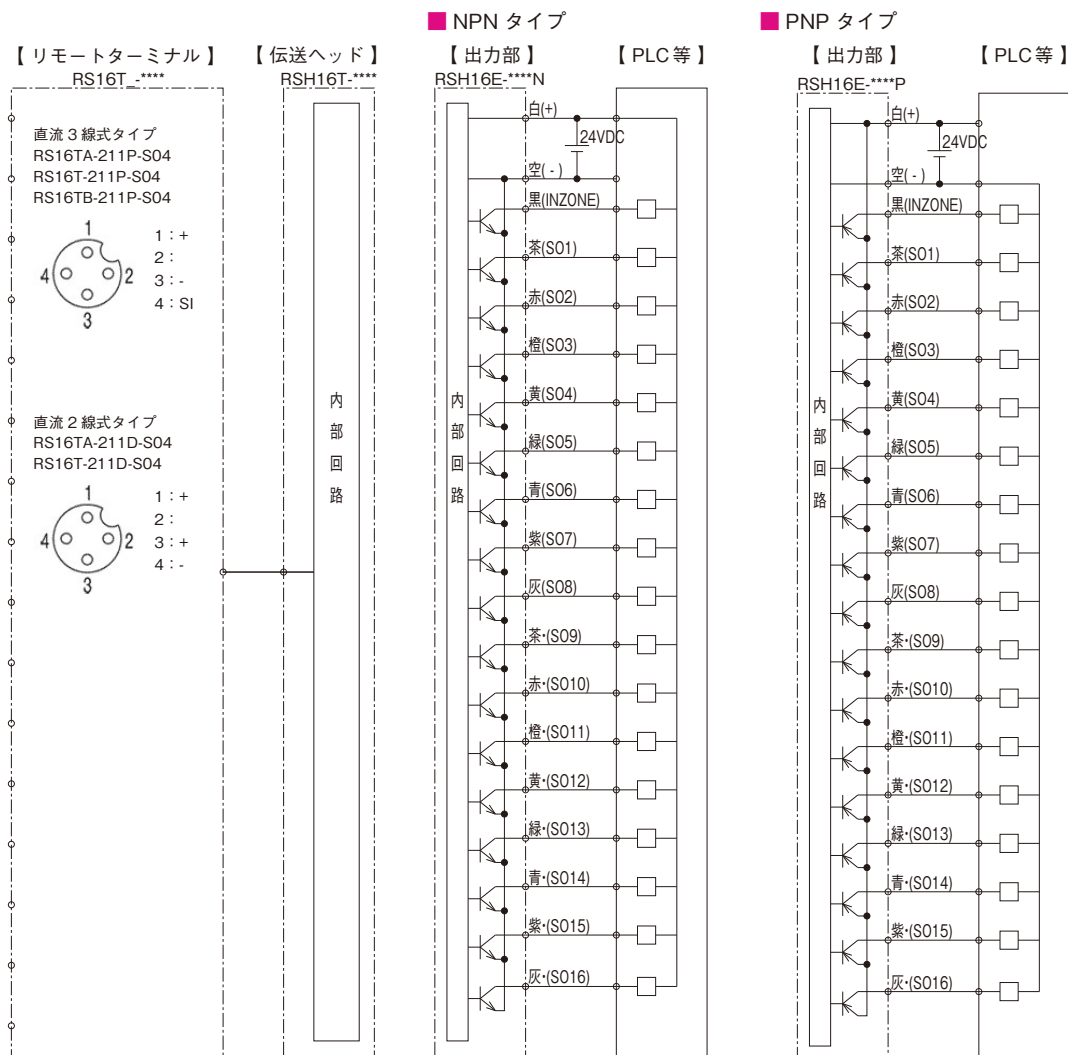 ■ NPN タイプ
■ PNP タイプ
【 リモートターミナル 】
RS16T_-****
【 伝送ヘッド 】
RSH16T-****
【 出力部 】
RSH16E-****N
【 PLC等 】
【 出力部 】
RSH16E-****P
【 PLC等 】
直流3線式タイプ
RS16TA-211P-S04
RS16T-211P-S04
RS16TB-211P-S04
1
2
3
4
1：+
2：
3：-
4：SI
直流2線式タイプ
RS16TA-211D-S04
RS16T-211D-S04
1
2
3
4
1：+
2：
3：+
4：-
内部回路
内部回路
白(+)
24VDC
空( - )
黒(INZONE)
茶(SO1)
赤(SO2)
橙(SO3)
黄(SO4)
緑(SO5)
青(SO6)
紫(SO7)
灰(SO8)
茶･(SO9)
赤･(SO10)
橙･(SO11)
黄･(SO12)
緑･(SO13)
青･(SO14)
紫･(SO15)
灰･(SO16)
内部回路
白(+)
24VDC
空( - )
黒(INZONE)
茶(SO1)
赤(SO2)
橙(SO3)
黄(SO4)
緑(SO5)
青(SO6)
紫(SO7)
灰(SO8)
茶･(SO9)
赤･(SO10)
橙･(SO11)
黄･(SO12)
緑･(SO13)
青･(SO14)
紫･(SO15)
灰･(SO16)